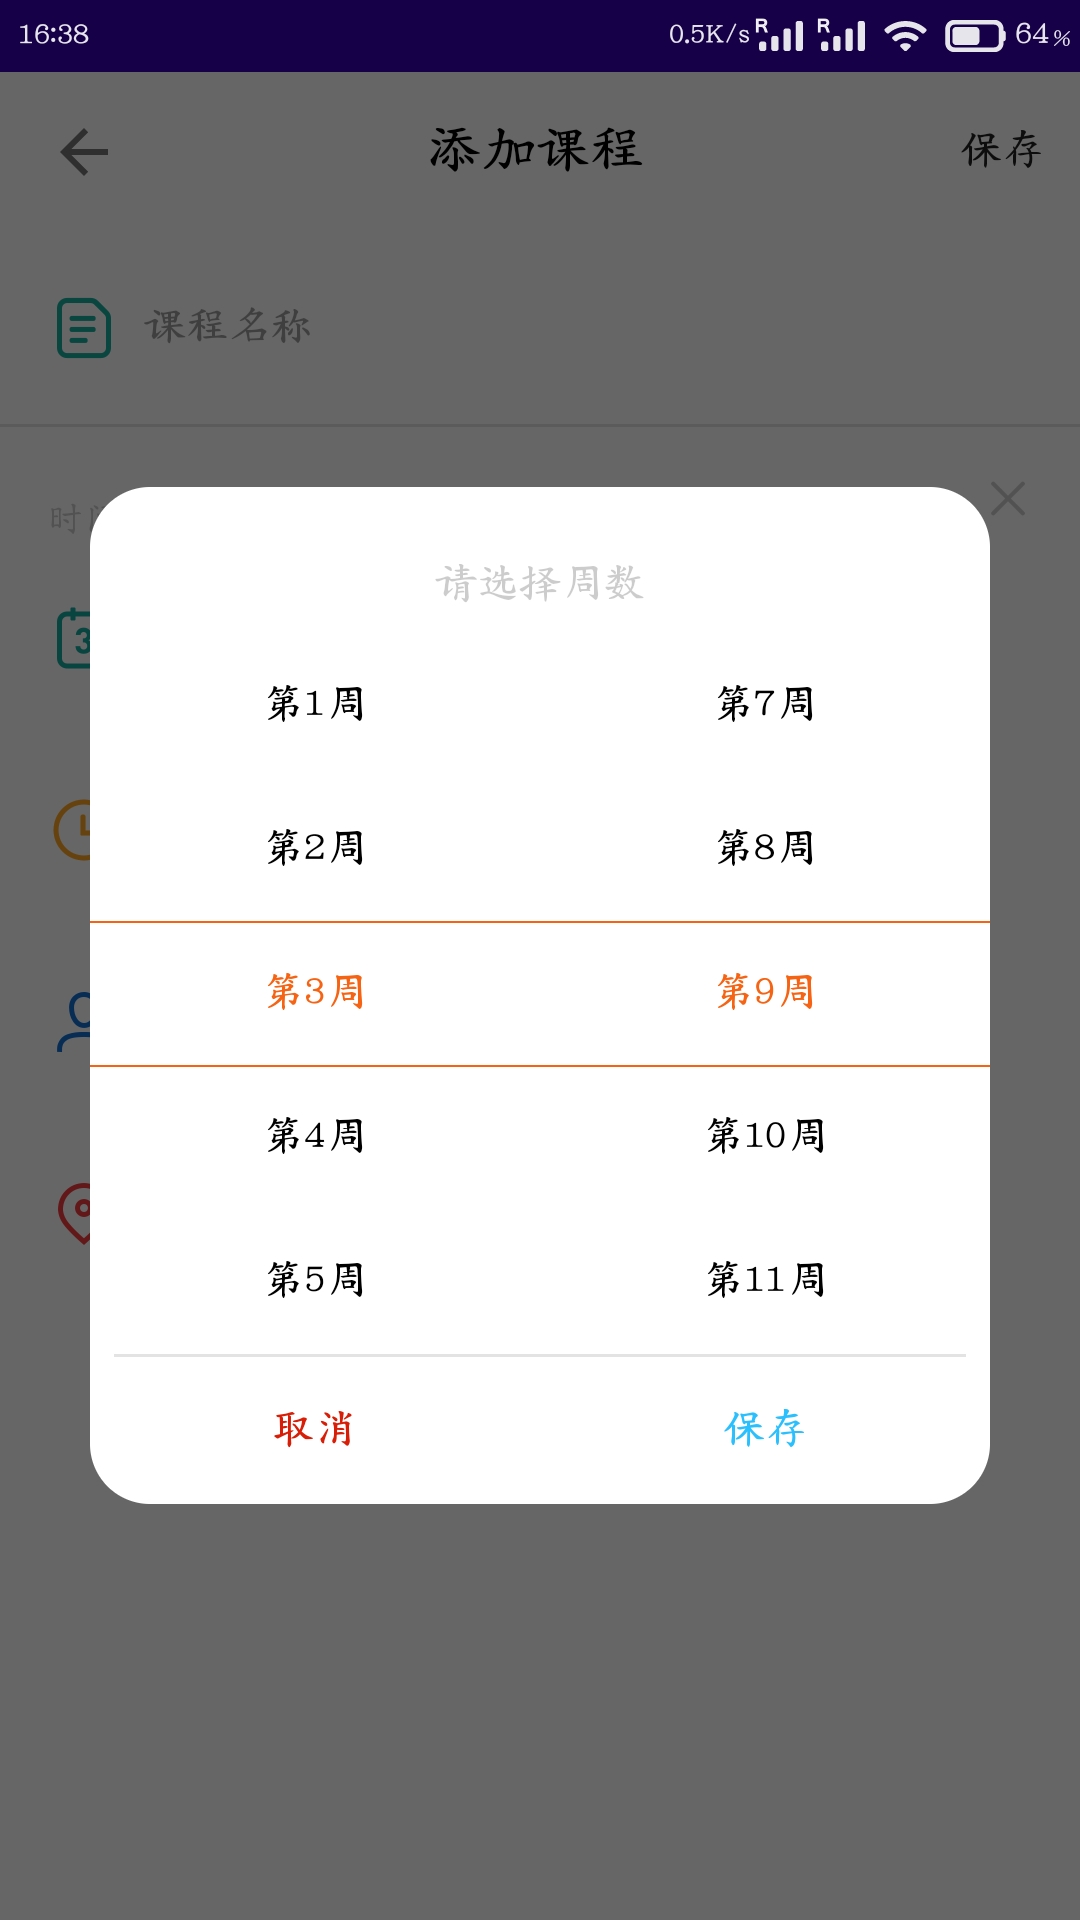 16:38 0.5K/s R R 64%
添加课程 保存
课程名称
时
请选择周数
第1周 第7周
第2周 第8周
第3周 第9周
第4周 第10周
第5周 第11周
取消 保存